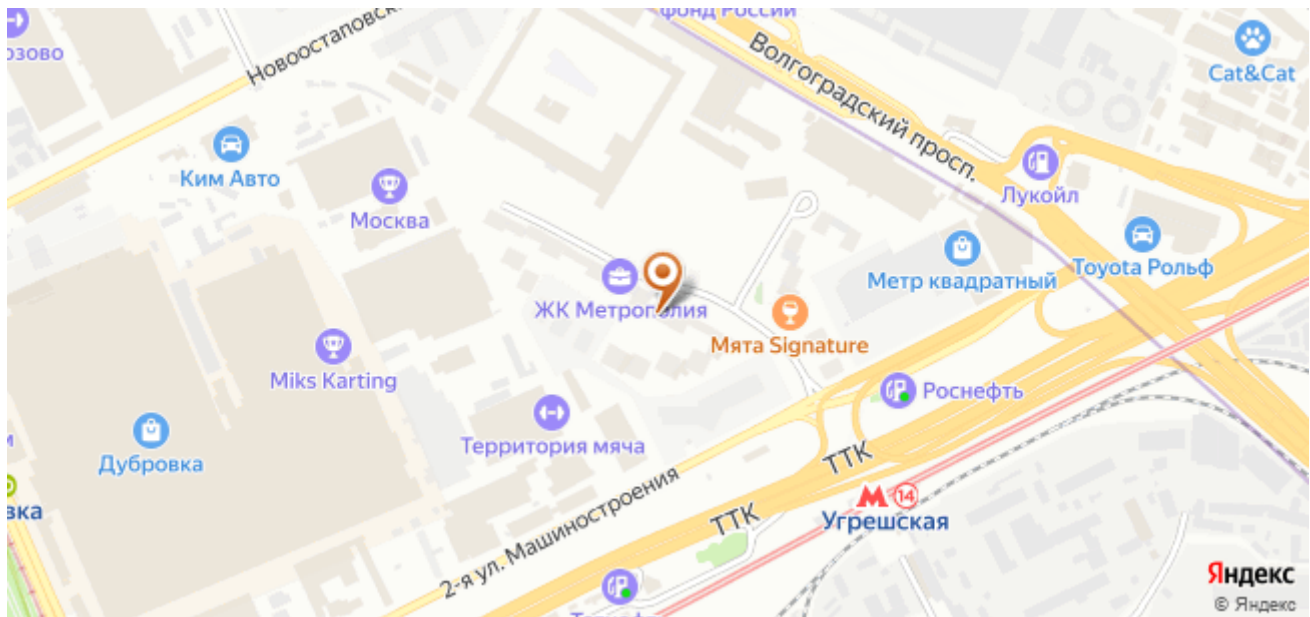 фонд России
Новоостаповск
озово
Cat&Cat
Волгоградский просп.
Ким Авто
Лукойл
Москва
Toyota Рольф
Метр квадратный
ЖК Метрополия
Мята Signature
Miks Karting
Роснефть
Территория мяча
Дубровка
ТТК
вка
14
Угрешская
ТТК
2-я ул. Машиностроения
Яндекс
© Яндекс